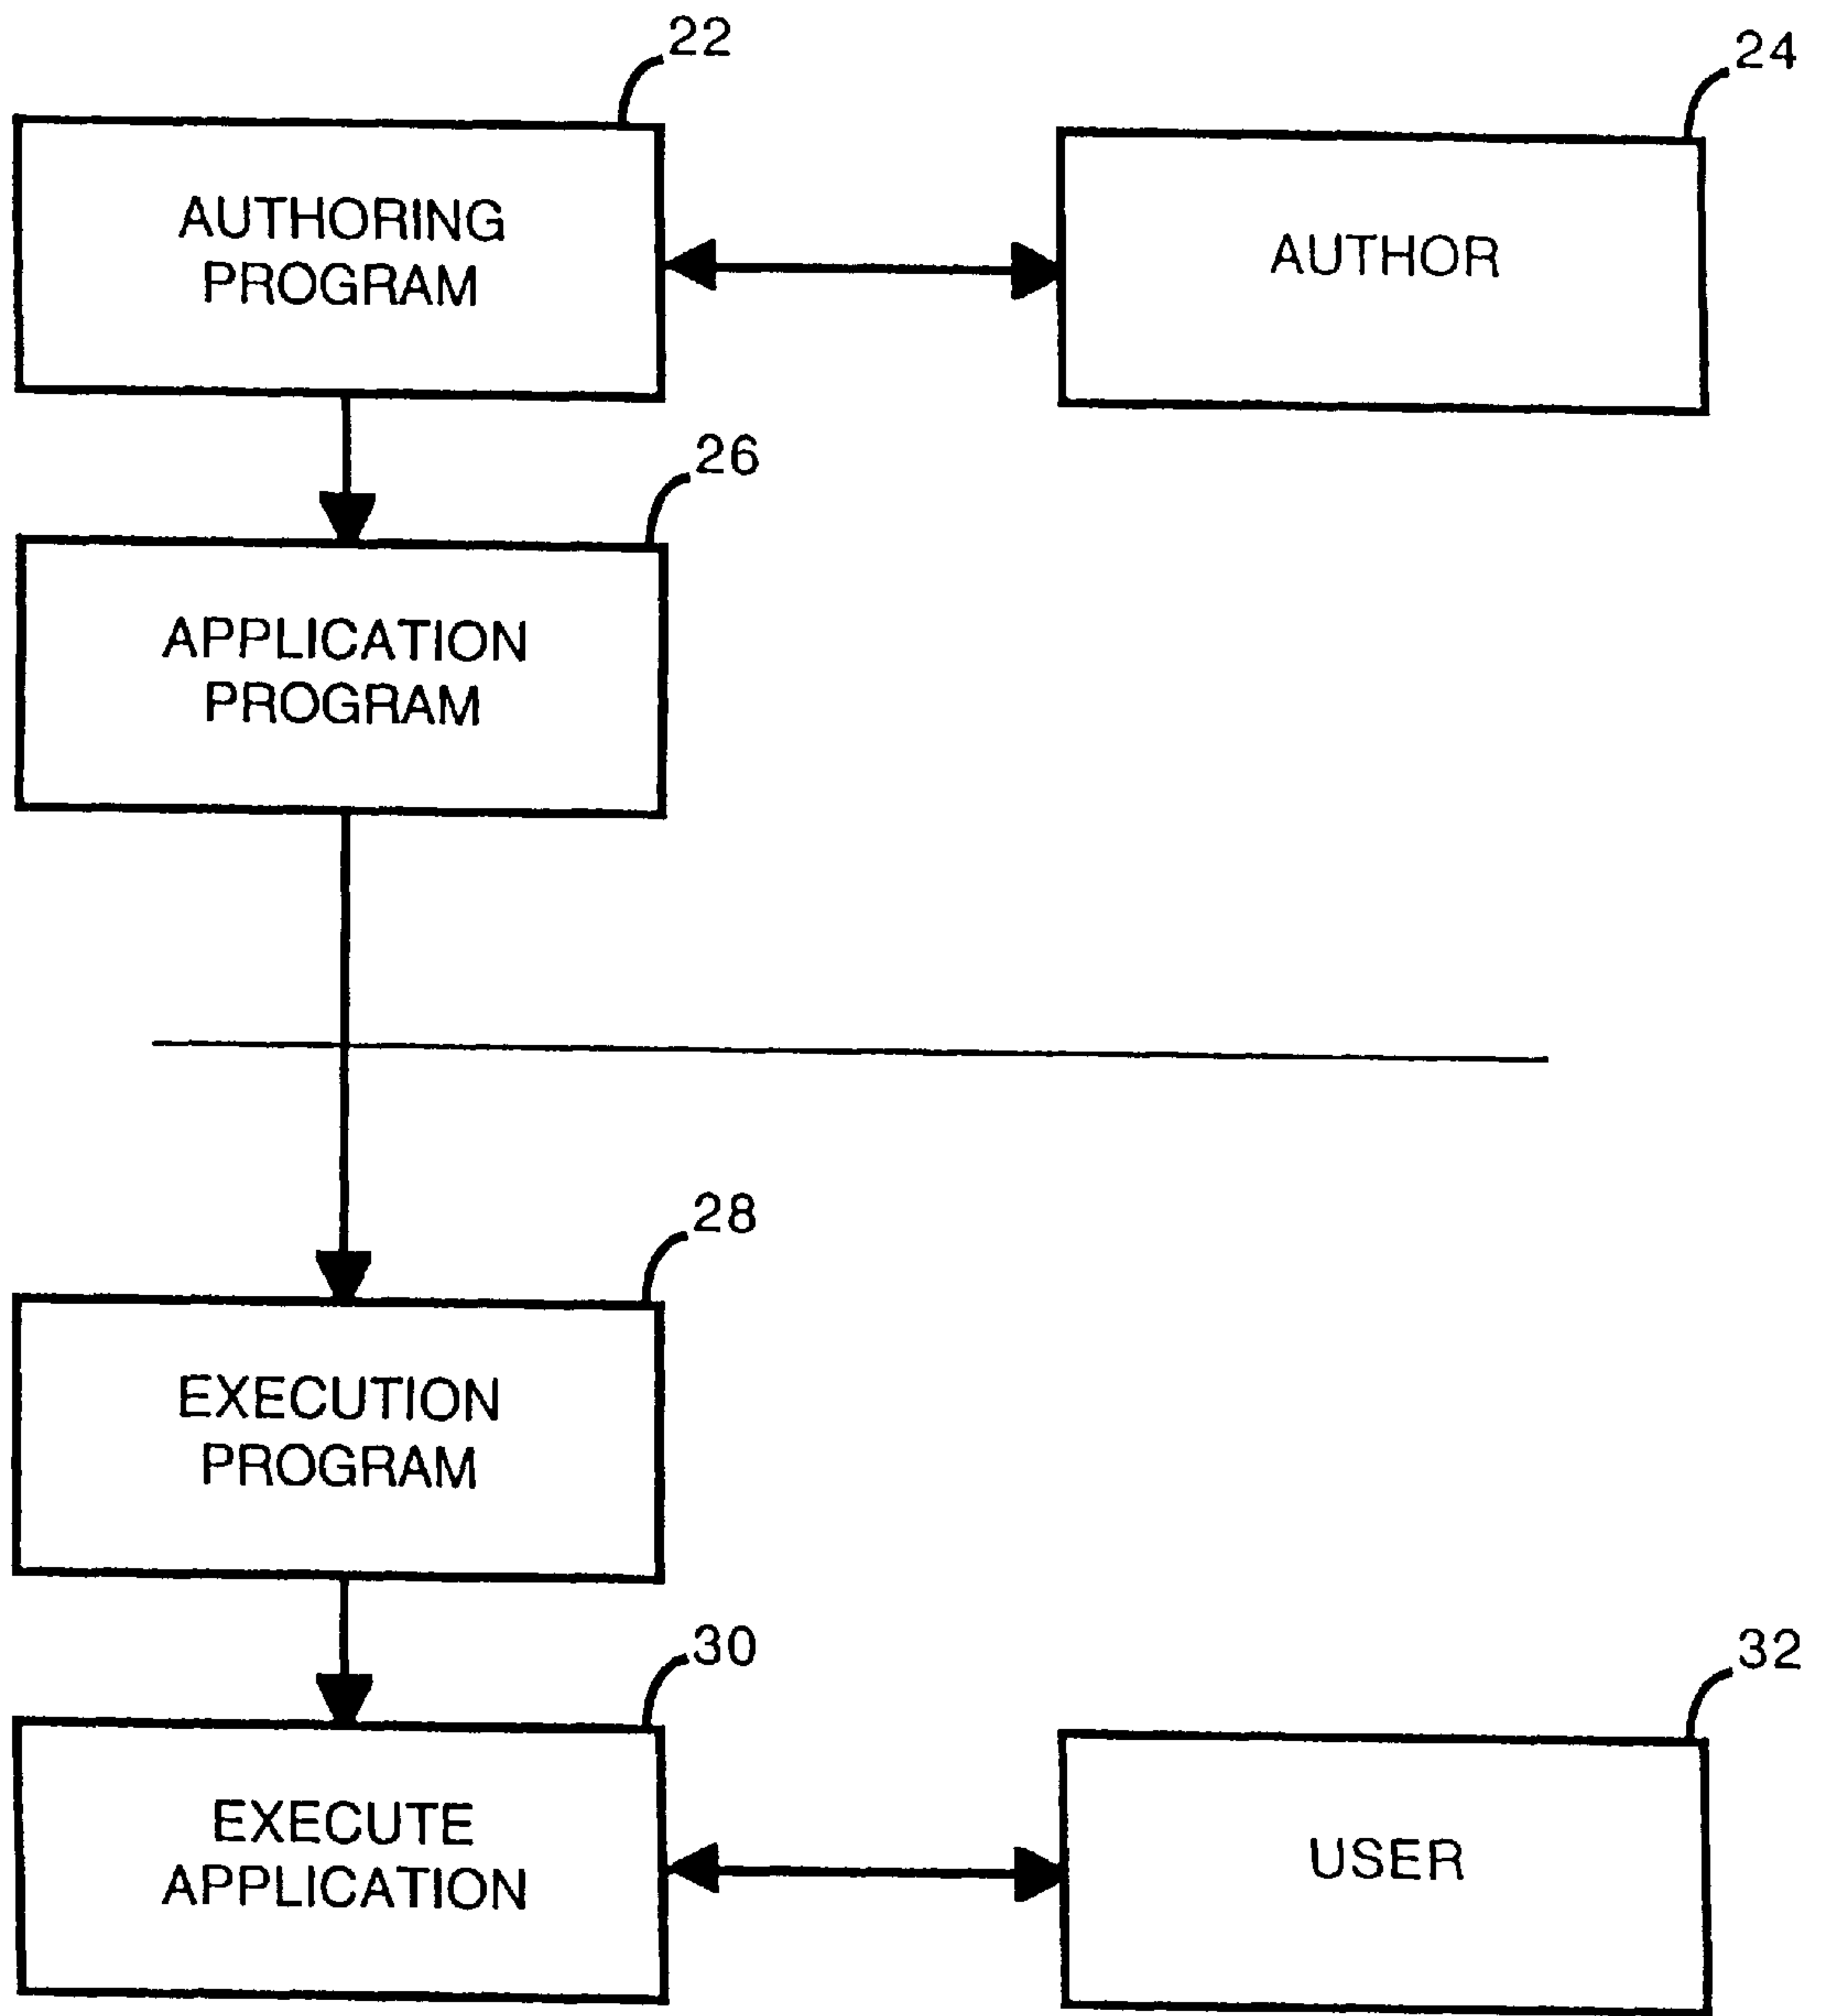 22
24
AUTHORING
PROGRAM
AUTHOR
26
APPLICATION
PROGRAM
28
EXECUTION
PROGRAM
30
32
EXECUTE
APPLICATION
USER